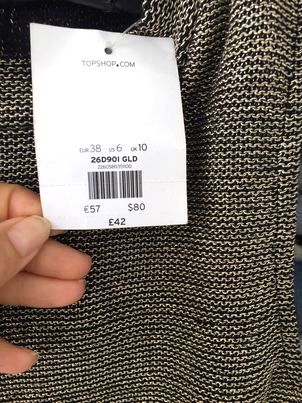 TOPSHOP.COM
EUR 38 US 6 UK 10
26D90I GLD
€57 $80
£42